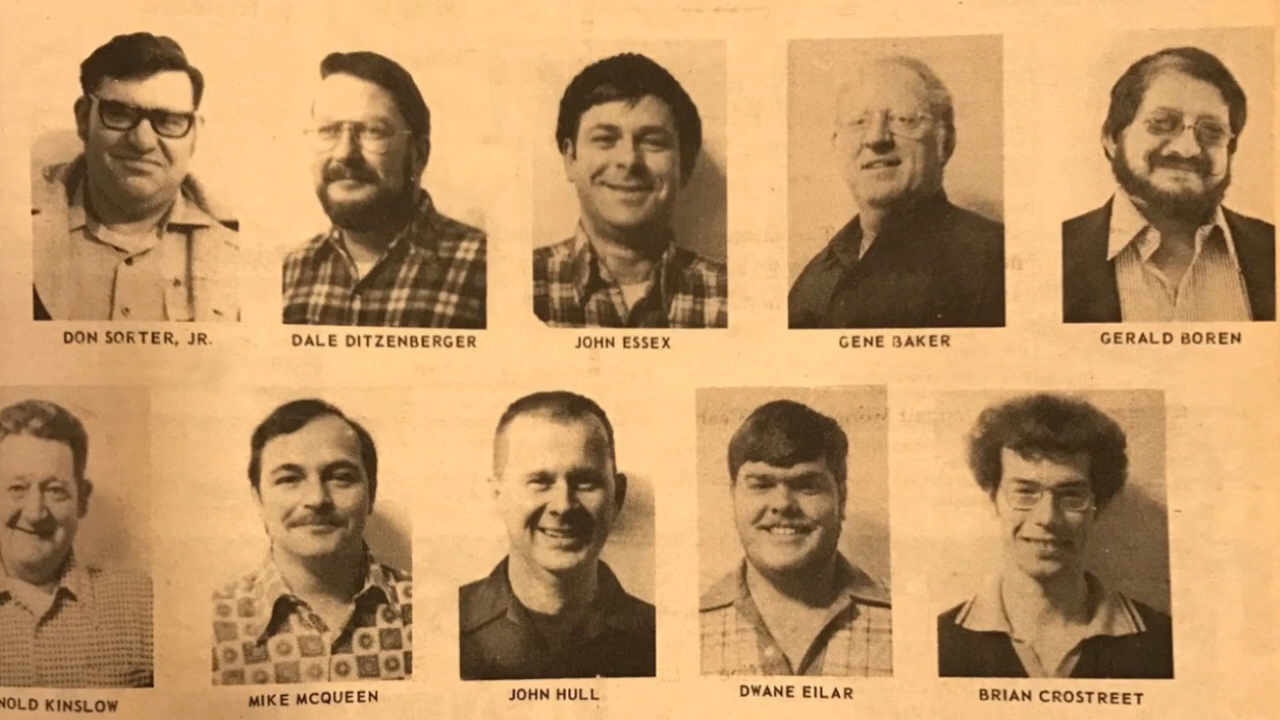 DON SORTER, JR.
DALE DITZENBERGER
JOHN ESSEX
GENE BAKER
GERALD BOREN
NOLD KINSLOW
MIKE MCQUEEN
JOHN HULL
DWANE EILAR
BRIAN CROSTREET